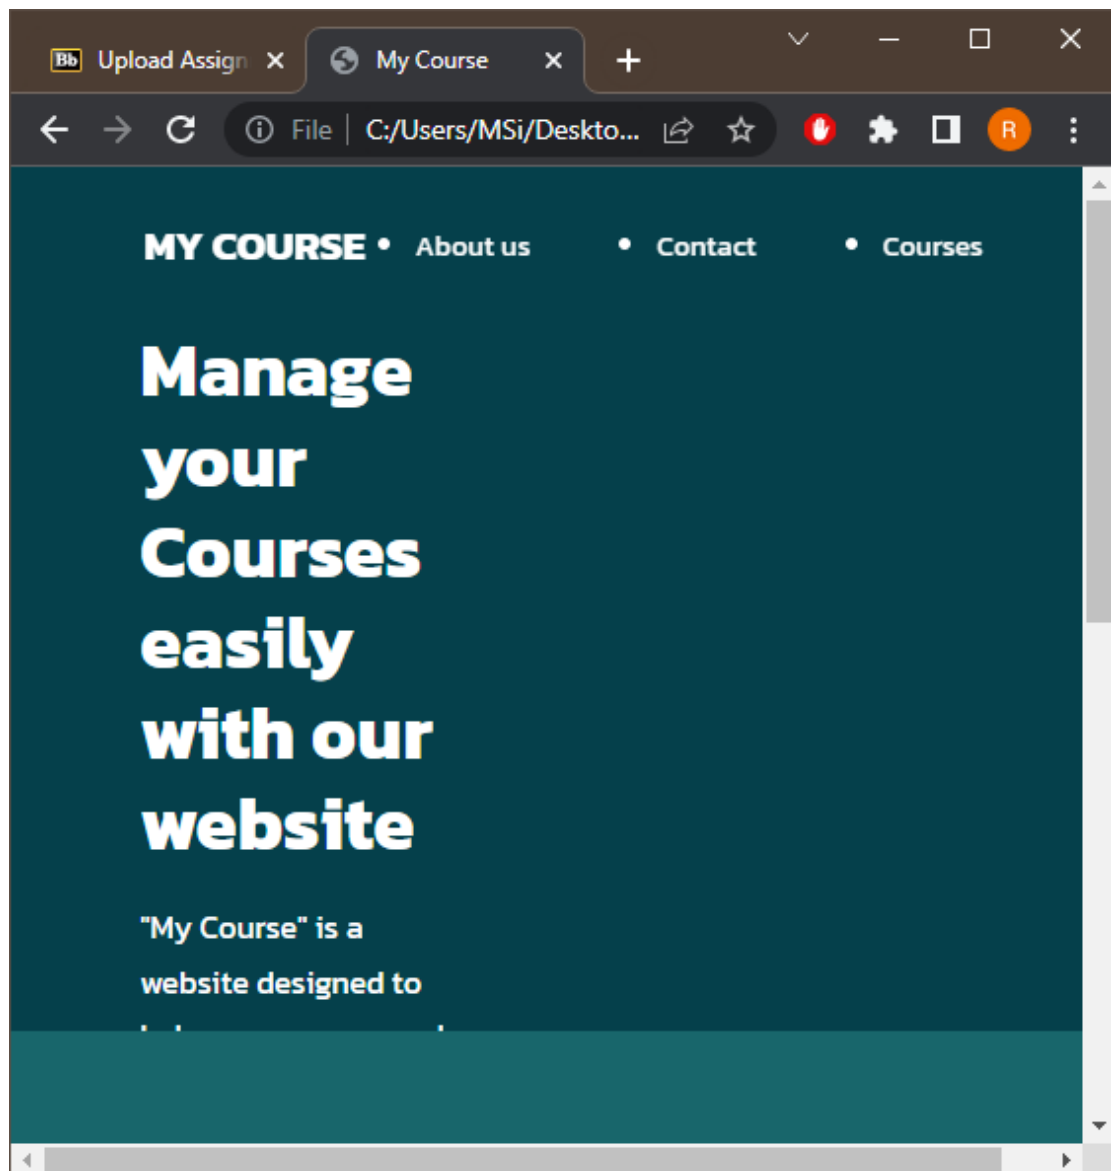 Bb Upload Assign
My Course
File C:/Users/MSi/Deskto...
R
MY COURSE • About us • Contact • Courses
Manage
your
Courses
easily
with our
website
"My Course" is a
website designed to